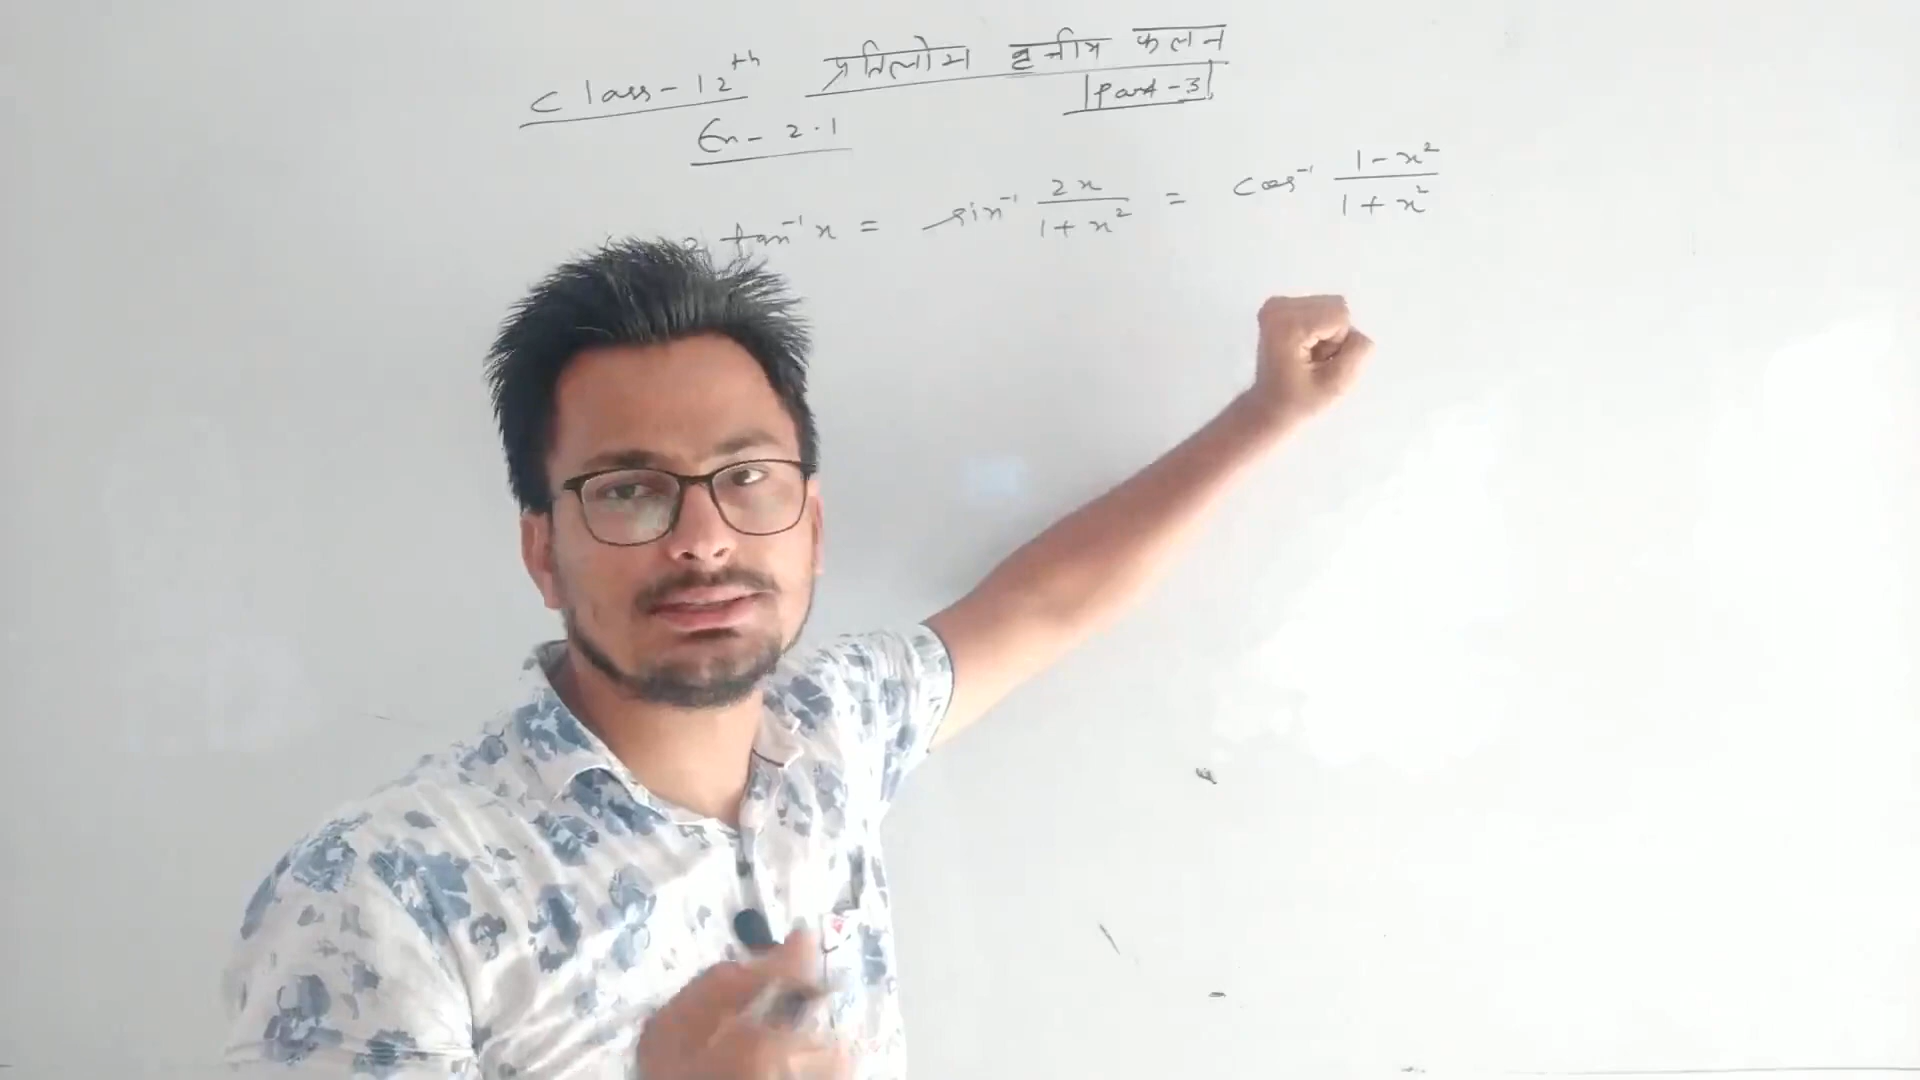 Class-12th प्रतिलोम वृत्तीय फलन
Part-3
Ex-2.1
2 tan⁻¹x = sin⁻¹ 2x/1+x² = cos⁻¹ 1-x²/1+x²